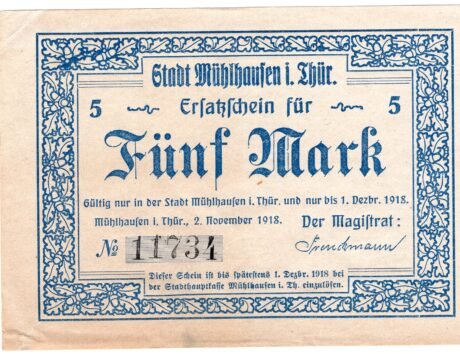 Stadt Mühlhausen i. Thür.
5 Ersatzschein für 5
Fünf Mark
Gültig nur in der Stadt Mühlhausen i. Thür. und nur bis 1. Dezbr. 1918.
Mühlhausen i. Thür., 2. November 1918. Der Magistrat:
№ 11734
Dieser Schein ist bis spätestens 1. Dezbr. 1918 bei
der Stadthauptkasse Mühlhausen i. Th. einzulösen.